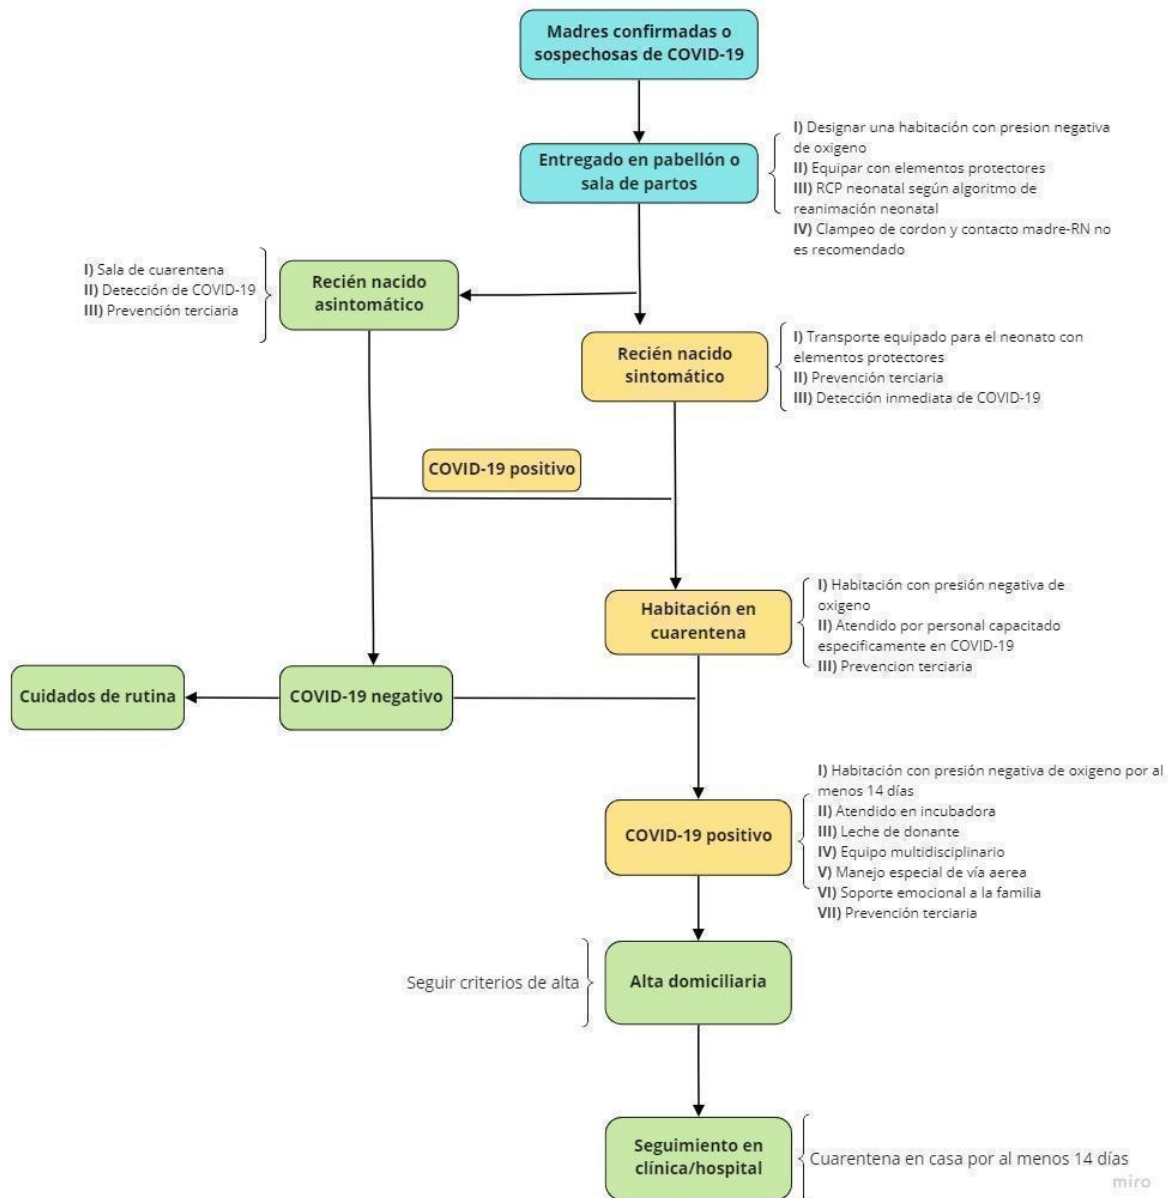 Madres confirmadas o
sospechosas de COVID-19
Entregado en pabellón o
sala de partos
I) Designar una habitación con presion negativa
de oxigeno
II) Equipar con elementos protectores
III) RCP neonatal según algoritmo de
reanimación neonatal
IV) Clampeo de cordon y contacto madre-RN no
es recomendado
I) Sala de cuarentena
II) Detección de COVID-19
III) Prevención terciaria
Recién nacido
asintomático
Recién nacido
sintomático
I) Transporte equipado para el neonato con
elementos protectores
II) Prevención terciaria
III) Detección inmediata de COVID-19
COVID-19 positivo
Habitación en
cuarentena
I) Habitación con presión negativa de
oxigeno
II) Atendido por personal capacitado
especificamente en COVID-19
III) Prevencion terciaria
Cuidados de rutina
COVID-19 negativo
COVID-19 positivo
I) Habitación con presión negativa de oxigeno por al
menos 14 días
II) Atendido en incubadora
III) Leche de donante
IV) Equipo multidisciplinario
V) Manejo especial de vía aerea
VI) Soporte emocional a la familia
VII) Prevención terciaria
Seguir criterios de alta
Alta domiciliaria
Seguimiento en
clínica/hospital
Cuarentena en casa por al menos 14 días
miro